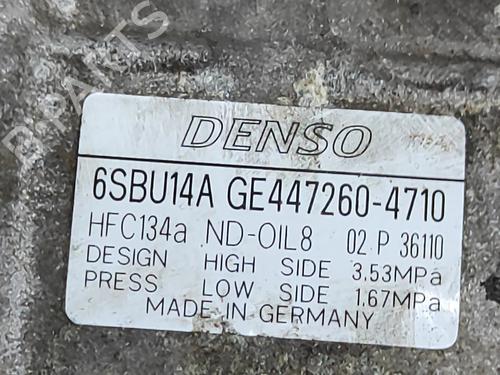 B-PARTS
DENSO
6SBU14A GE447260-4710
HFC134a ND-OIL8 02 P 36110
DESIGN HIGH SIDE 3.53MPa
PRESS LOW SIDE 1.67MPa
MADE IN GERMANY